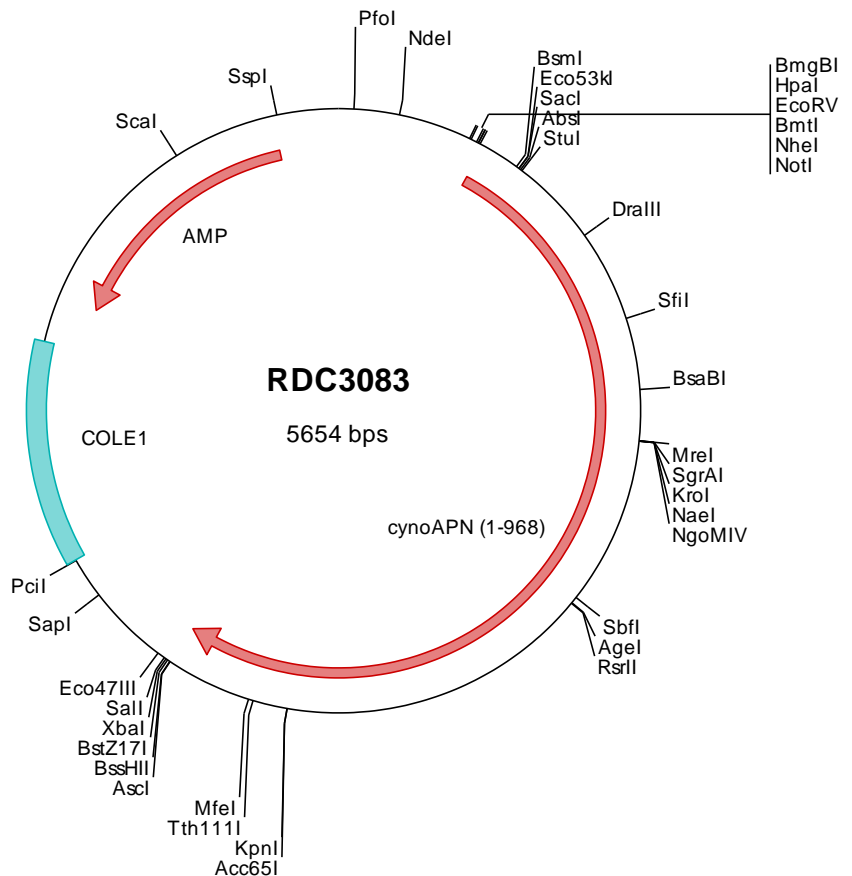 PfoI
NdeI
SspI
ScaI
BsmI
Eco53kI
SacI
AbsI
StuI
BmgBI
HpaI
EcoRV
BmtI
NheI
NotI
DraIII
SfiI
BsaBI
MreI
SgrAI
KroI
NaeI
NgoMIV
AMP
RDC3083
5654 bps
COLE1
cynoAPN (1-968)
SbfI
AgeI
RsrII
PciI
SapI
Eco47III
SalI
XbaI
BstZ17I
BssHII
AscI
MfeI
Tth111I
KpnI
Acc65I